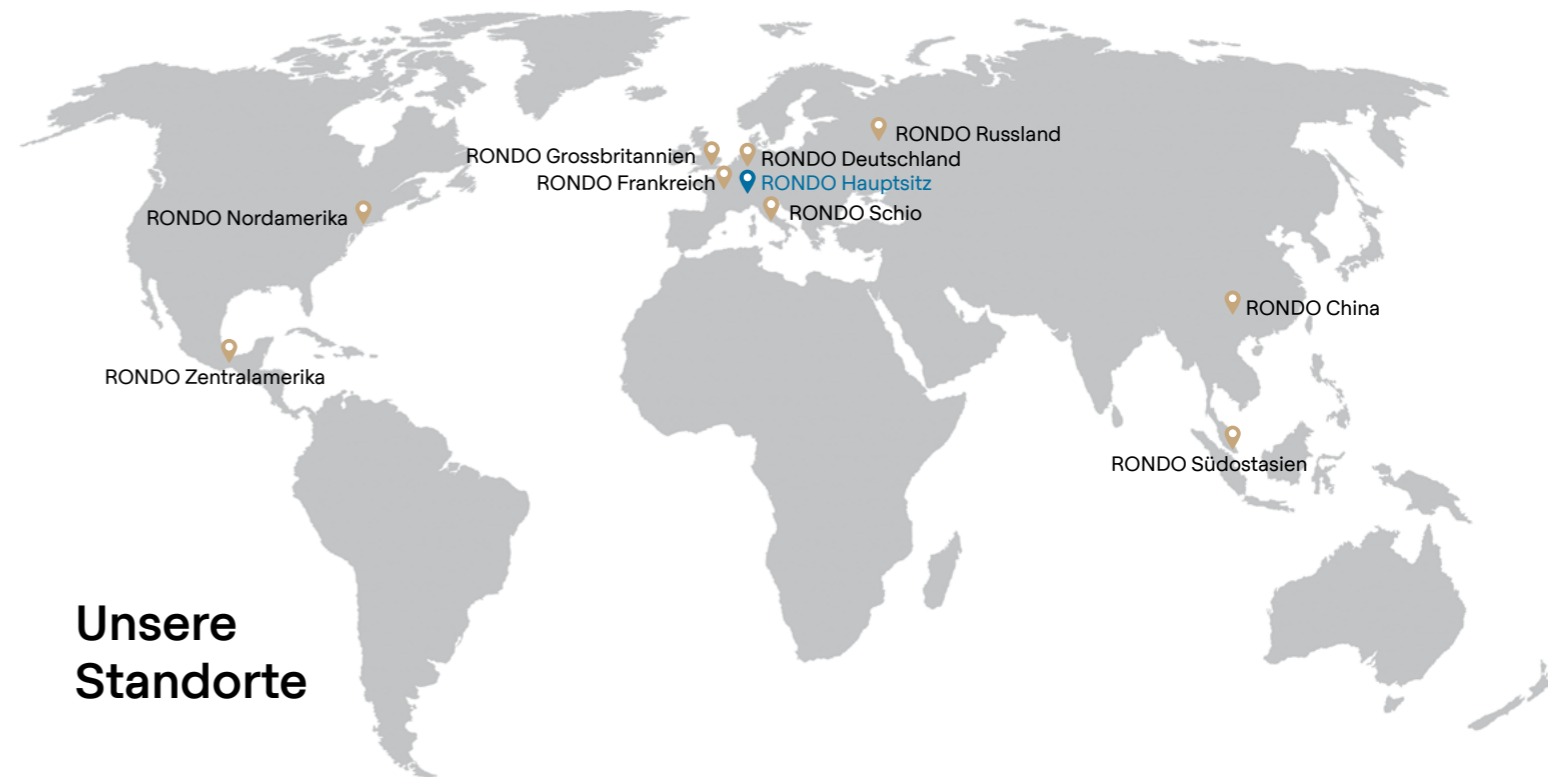 RONDO Russland
RONDO Grossbritannien
RONDO Deutschland
RONDO Frankreich
RONDO Hauptsitz
RONDO Nordamerika
RONDO Schio
RONDO China
RONDO Zentralamerika
RONDO Südostasien
Unsere
Standorte